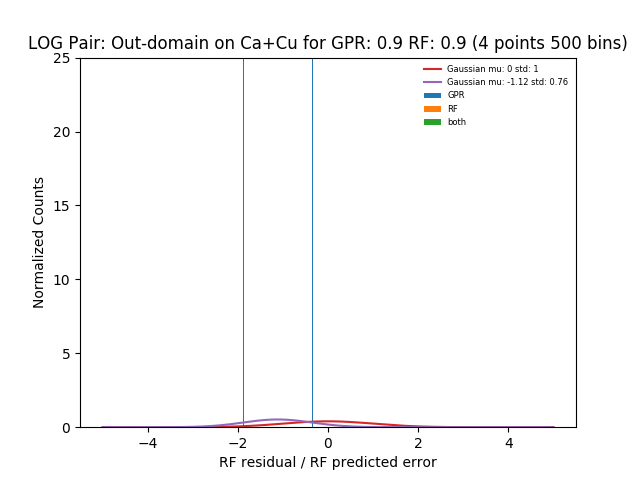 LOG Pair: Out-domain on Ca+Cu for GPR: 0.9 RF: 0.9 (4 points 500 bins)
Gaussian mu: 0 std: 1
Gaussian mu: -1.12 std: 0.76
GPR
RF
both
25
20
15
10
5
0
Normalized Counts
−4 −2 0 2 4
RF residual / RF predicted error